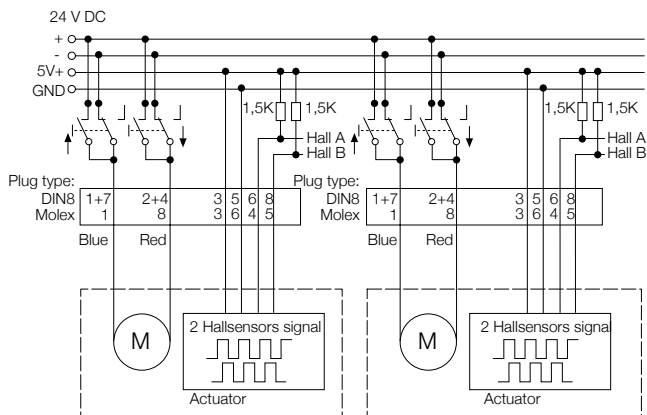 24 V DC
+
-
5V+
GND
1,5K 1,5K 1,5K 1,5K
Hall A Hall A
Hall B Hall B
Plug type: Plug type:
DIN8 1+7 2+4 3 5 6 8 DIN8 1+7 2+4 3 5 6 8
Molex 1 8 3 6 4 5 Molex 1 8 3 6 4 5
Blue Red Blue Red
M 2 Hallsensors signal M 2 Hallsensors signal
Actuator Actuator